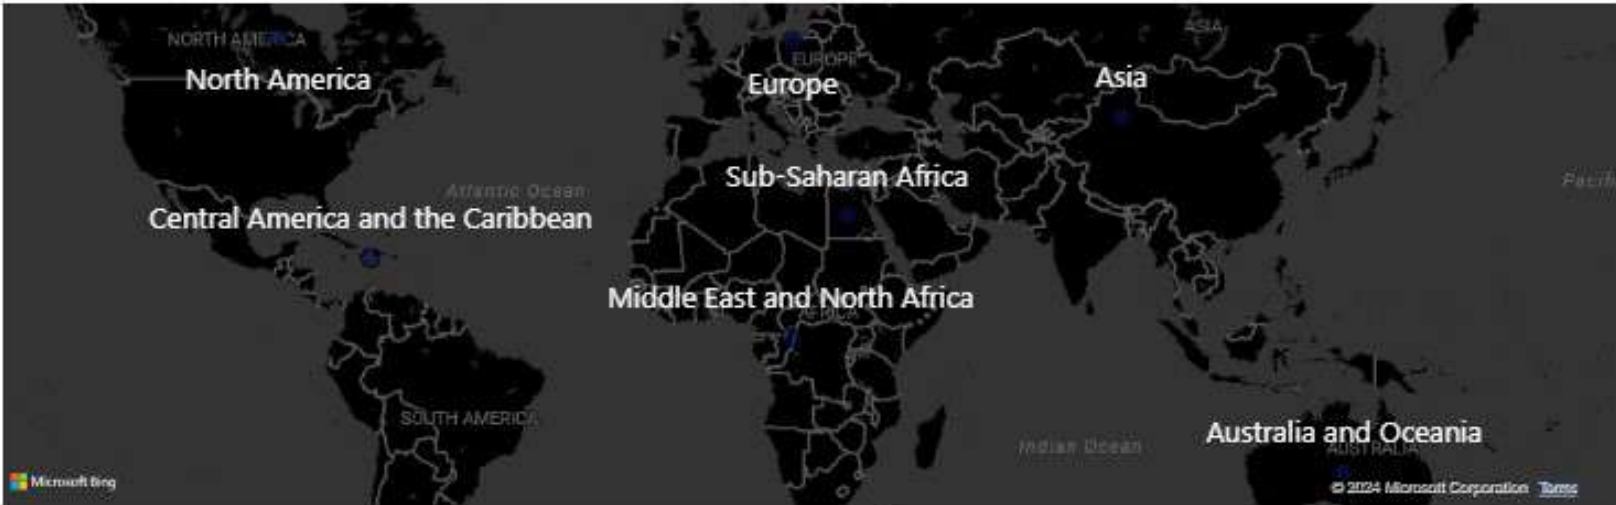 NORTH AMERICA
ASIA
EUROPE
North America
Europe
Asia
Sub-Saharan Africa
Atlantic Ocean
Pacifi
Central America and the Caribbean
Middle East and North Africa
AFRICA
SOUTH AMERICA
Australia and Oceania
Indian Ocean
AUSTRALIA
Microsoft Bing
© 2024 Microsoft Corporation Terms